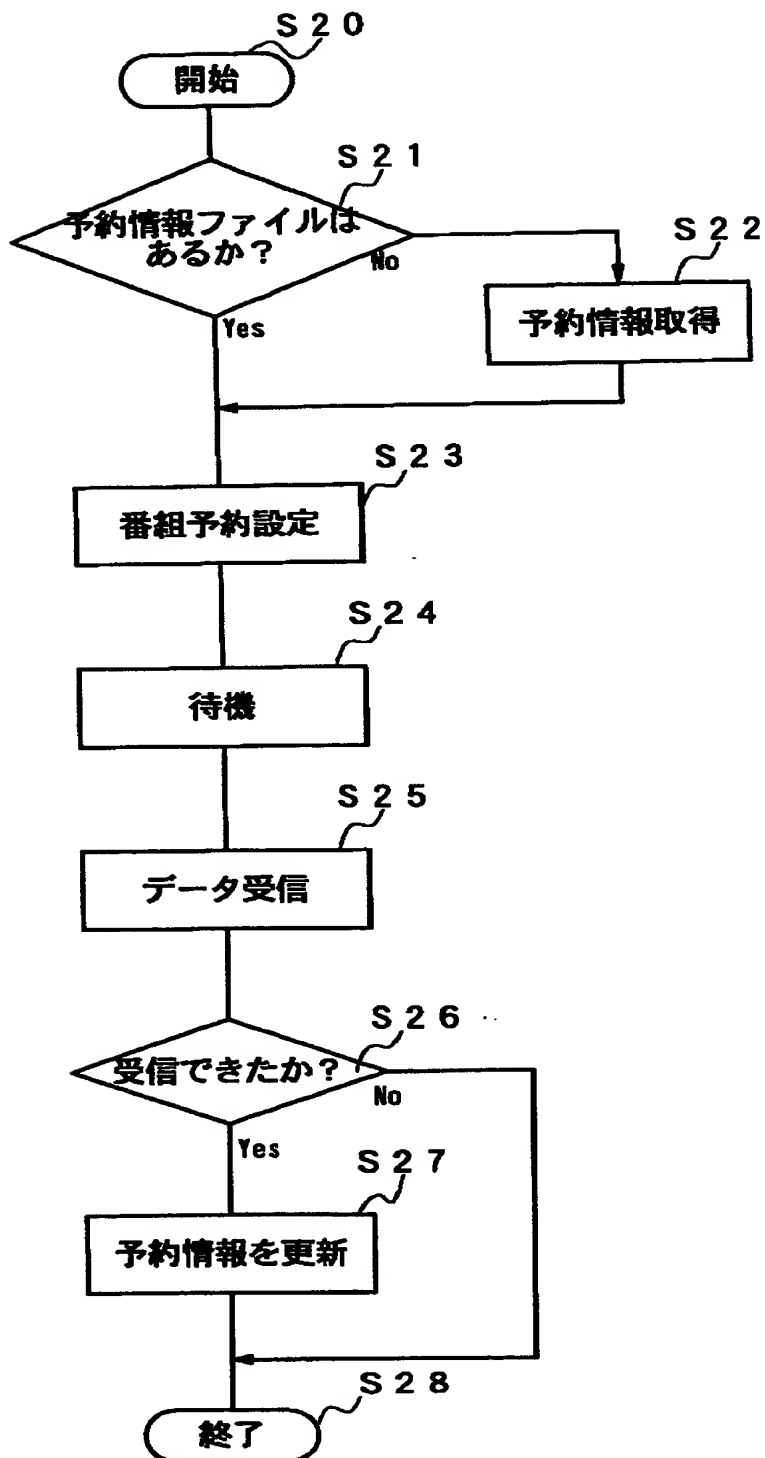 S20
開始
S21
予約情報ファイルは
あるか？
No
S22
予約情報取得
Yes
S23
番組予約設定
S24
待機
S25
データ受信
S26
受信できたか？
No
Yes
S27
予約情報を更新
S28
終了